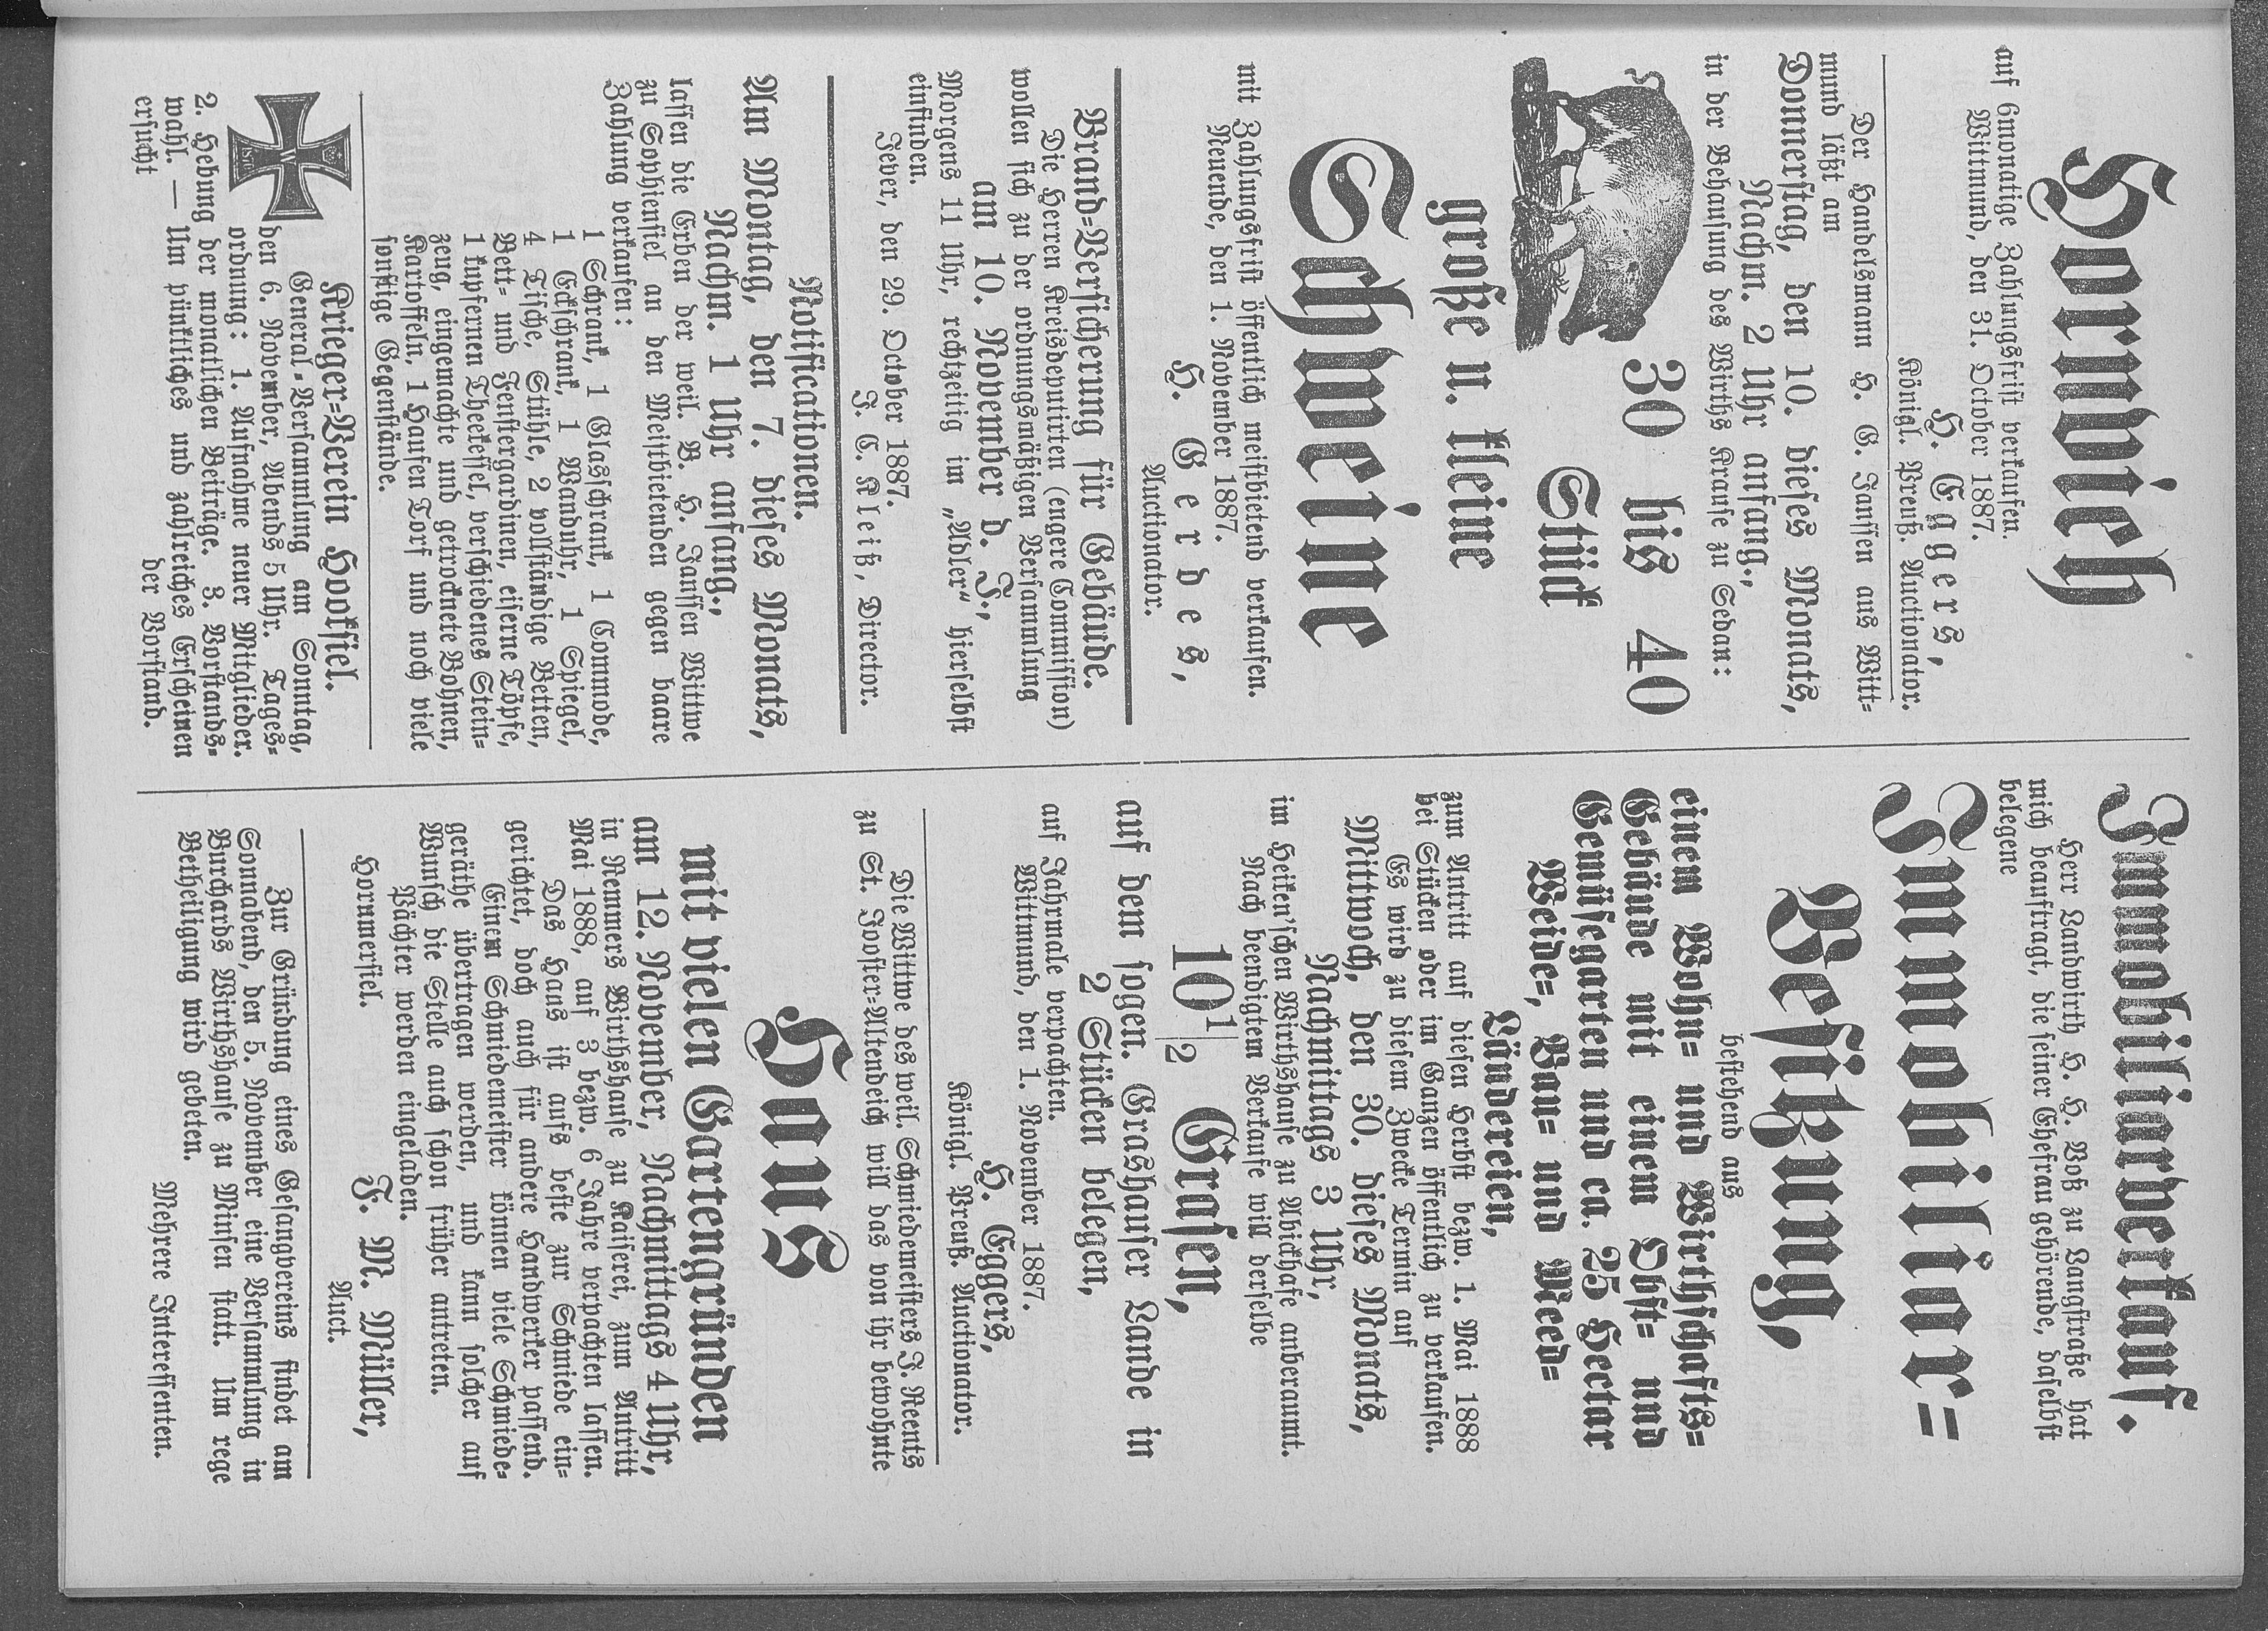 Hornvieh
auf 6monatige Zahlungsfrist verkaufen.
Wittmund, den 31. October 1887.
H. Eggers,
Königl. Preuß. Auctionator.
Der Handelsmann H. G. Janssen aus Witt-
mund läßt am
Donnerstag, den 10. dieses Monats,
Nachm. 2 Uhr anfang.,
in der Behausung des Wirths Krause zu Sedan:
30 bis 40
Stück
große u. kleine
Schweine
mit Zahlungsfrist öffentlich meistbietend verkaufen.
Neuende, den 1. November 1887.
H. Gerdes,
Auctionator.
Brand-Versicherung für Gebäude.
Die Herren Kreisdeputirten (engere Commission)
wollen sich zu der ordnungsmäßigen Versammlung
am 10. November d. J.,
Morgens 11 Uhr, rechtzeitig in „Adler“ hierselbst
einfinden.
Jever, den 29. October 1887.
J. C. Kleiß, Director.
Notificationen.
Am Montag, den 7. dieses Monats,
Nachm. 1 Uhr anfang.,
lassen die Erben der weil. B. H. Janssen Wittwe
zu Sophiensiel an den Meistbietenden gegen baare
Zahlung verkaufen:
1 Schrank, 1 Glasschrank, 1 Commode,
1 Eckschrank, 1 Wanduhr, 1 Spiegel,
4 Tische, Stühle, 2 vollständige Betten,
Bett- und Fenstergardinen, eiserne Töpfe,
1 kupfernen Theekessel, verschiedenes Stein-
zeug, eingemachte und getrocknete Bohnen,
Kartoffeln, 1 Haufen Torf und noch viele
sonstige Gegenstände.
Krieger-Verein Hooksiel.
General-Versammlung am Sonntag,
den 6. November, Abends 5 Uhr. Tages-
ordnung: 1. Aufnahme neuer Mitglieder.
2. Hebung der monatlichen Beiträge. 3. Vorstands-
wahl. — Um pünktliches und zahlreiches Erscheinen
ersucht
der Vorstand.
Immobiliarverkauf.
Herr Landwirth H. H. Voß zu Langstraße hat
mich beauftragt, die seiner Ehefrau gehörende, daselbst
belegene
Immobiliar-
Besitzung,
bestehend aus
einem Wohn- und Wirthschafts-
Gebäude mit einem Obst- und
Gemüsegarten und ca. 25 Hectar
Weide-, Bau- und Meed-
Ländereien,
zum Antritt auf diesen Herbst bezw. 1. Mai 1888
bei Stücken oder im Ganzen öffentlich zu verkaufen.
Es wird zu diesem Zwecke Termin auf
Mittwoch, den 30. dieses Monats,
Nachmittags 3 Uhr,
im Heiken'schen Wirthshause zu Abickhafe anberaumt.
Nach beendigtem Verkaufe will derselbe
10 1/2 Grasen,
auf dem sogen. Grashauser Lande in
2 Stücken belegen,
auf Jahrmale verpachten.
Wittmund, den 1. November 1887.
H. Eggers,
Königl. Preuß. Auctionator.
Die Wittwe des weil. Schmiedemeisters J. Reents
zu St. Jooster-Altendeich will das von ihr bewohnte
Haus
mit vielen Gartengründen
am 12. November, Nachmittags 4 Uhr,
in Remmers Wirthshause zu Kaiserei, zum Antritt
Mai 1888, auf 3 bezw. 6 Jahre verpachten lassen.
Das Haus ist aufs beste zur Schmiede ein-
gerichtet, doch auch für andere Handwerker passend.
Einem Schmiedemeister können viele Schmiede-
geräthe übertragen werden, und kann solcher auf
Wunsch die Stelle auch schon früher antreten.
Pächter werden eingeladen.
Horumersiel.
F. M. Müller,
Auct.
Zur Gründung eines Gesangvereins findet am
Sonnabend, den 5. November eine Versammlung in
Burchards Wirthshause zu Minsen statt. Um rege
Betheiligung wird gebeten.
Mehrere Interessenten.